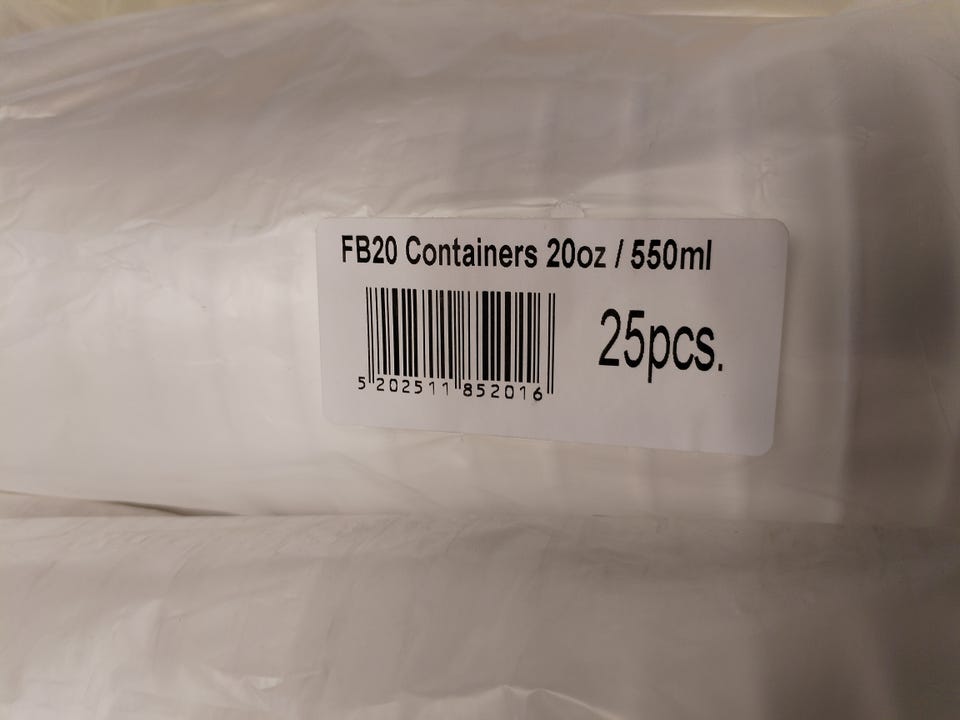 FB20 Containers 20oz / 550ml
25pcs.
5 202511 852016